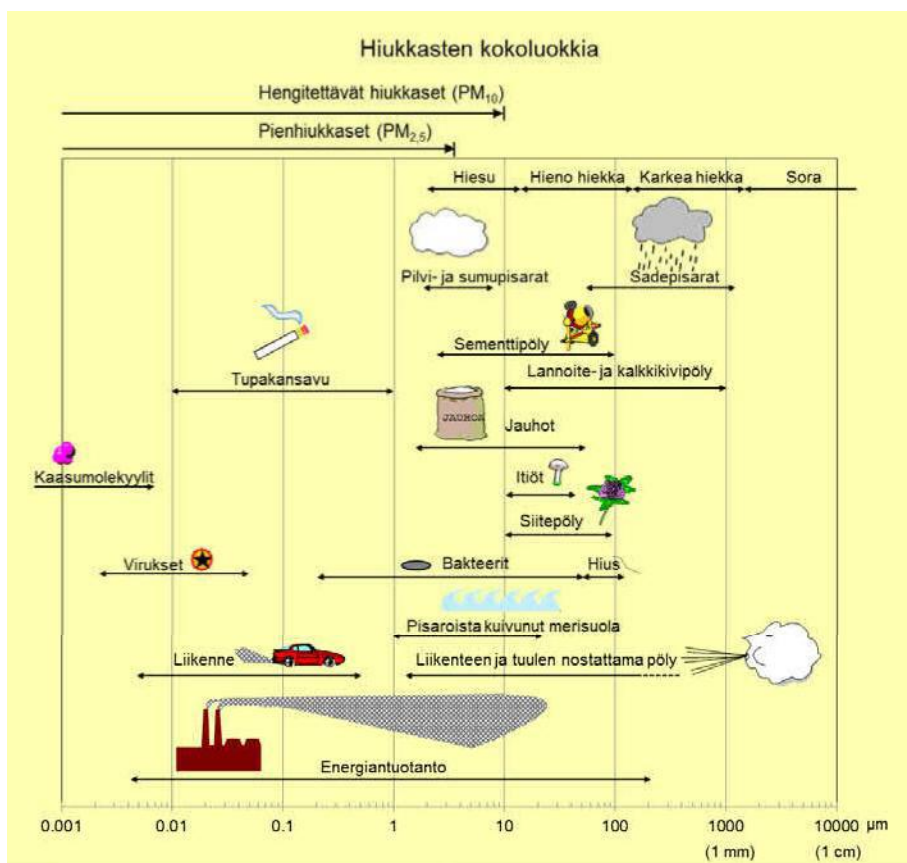 Hiukkasten kokoluokkia
Hengitettävät hiukkaset (PM10)
Pienhiukkaset (PM2,5)
Hiesu Hieno hiekka Karkea hiekka Sora
Pilvi- ja sumupisarat Sadepisarat
Sementtipöly
Tupakansavu Lannoite- ja kalkkikivipöly
JAUHOA
Jauhot
Kaasumolekyylit Itiöt
Siitepöly
Virukset Bakteerit Hius
Pisaroista kuivunut merisuola
Liikenne Liikenteen ja tuulen nostattama pöly
Energiantuotanto
0.001 0.01 0.1 1 10 100 1000 10000 µm
(1 mm) (1 cm)